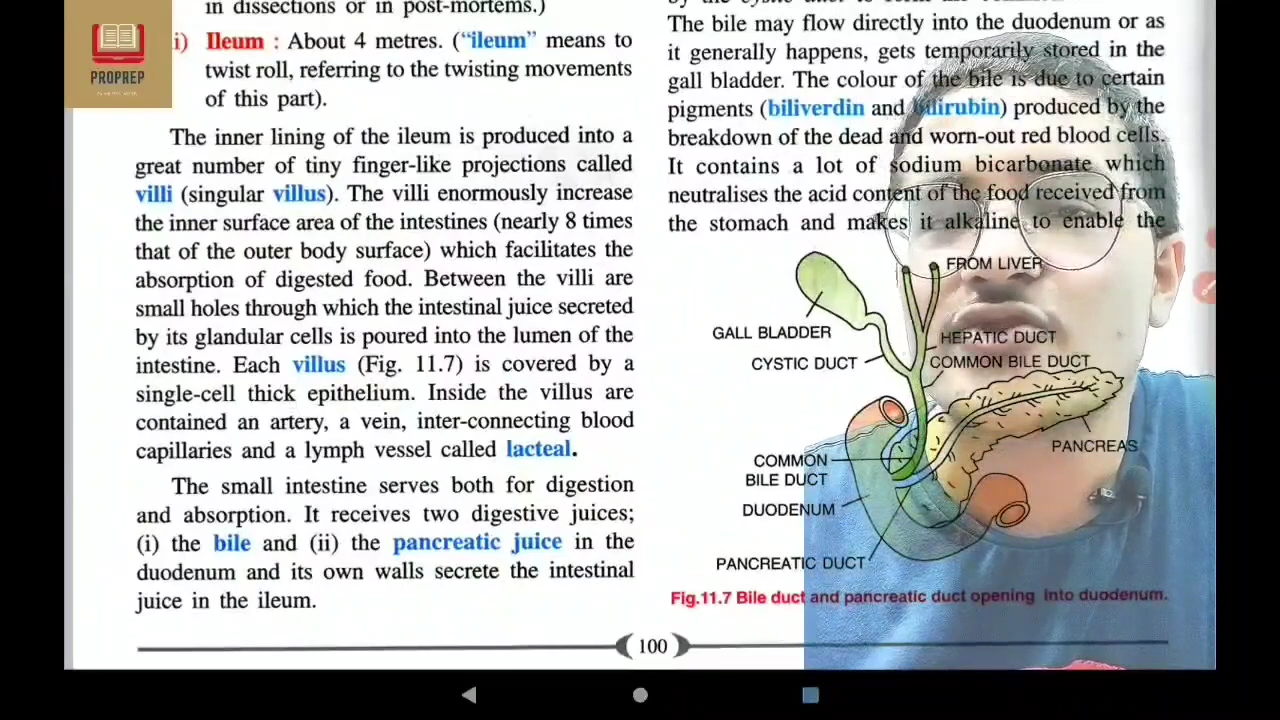 PROPREP
in dissections or in post-mortems.)
i) Ileum : About 4 metres. (“ileum” means to
twist roll, referring to the twisting movements
of this part).
The inner lining of the ileum is produced into a
great number of tiny finger-like projections called
villi (singular villus). The villi enormously increase
the inner surface area of the intestines (nearly 8 times
that of the outer body surface) which facilitates the
absorption of digested food. Between the villi are
small holes through which the intestinal juice secreted
by its glandular cells is poured into the lumen of the
intestine. Each villus (Fig. 11.7) is covered by a
single-cell thick epithelium. Inside the villus are
contained an artery, a vein, inter-connecting blood
capillaries and a lymph vessel called lacteal.
The small intestine serves both for digestion
and absorption. It receives two digestive juices;
(i) the bile and (ii) the pancreatic juice in the
duodenum and its own walls secrete the intestinal
juice in the ileum.
by the cystic duct to form the
The bile may flow directly into the duodenum or as
it generally happens, gets temporarily stored in the
gall bladder. The colour of the bile is due to certain
pigments (biliverdin and bilirubin) produced by the
breakdown of the dead and worn-out red blood cells.
It contains a lot of sodium bicarbonate which
neutralises the acid content of the food received from
the stomach and makes it alkaline to enable the
FROM LIVER
GALL BLADDER
HEPATIC DUCT
CYSTIC DUCT
COMMON BILE DUCT
PANCREAS
COMMON
BILE DUCT
DUODENUM
PANCREATIC DUCT
Fig.11.7 Bile duct and pancreatic duct opening into duodenum.
100